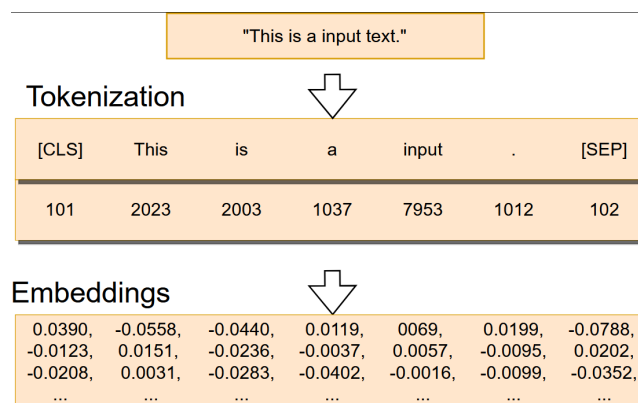 "This is a input text."
Tokenization
[CLS] This is a input . [SEP]
101 2023 2003 1037 7953 1012 102
Embeddings
0.0390, -0.0558, -0.0440, 0.0119, 0069, 0.0199, -0.0788,
-0.0123, 0.0151, -0.0236, -0.0037, 0.0057, -0.0095, 0.0202,
-0.0208, 0.0031, -0.0283, -0.0402, -0.0016, -0.0099, -0.0352,
... ... ... ... ... ... ...